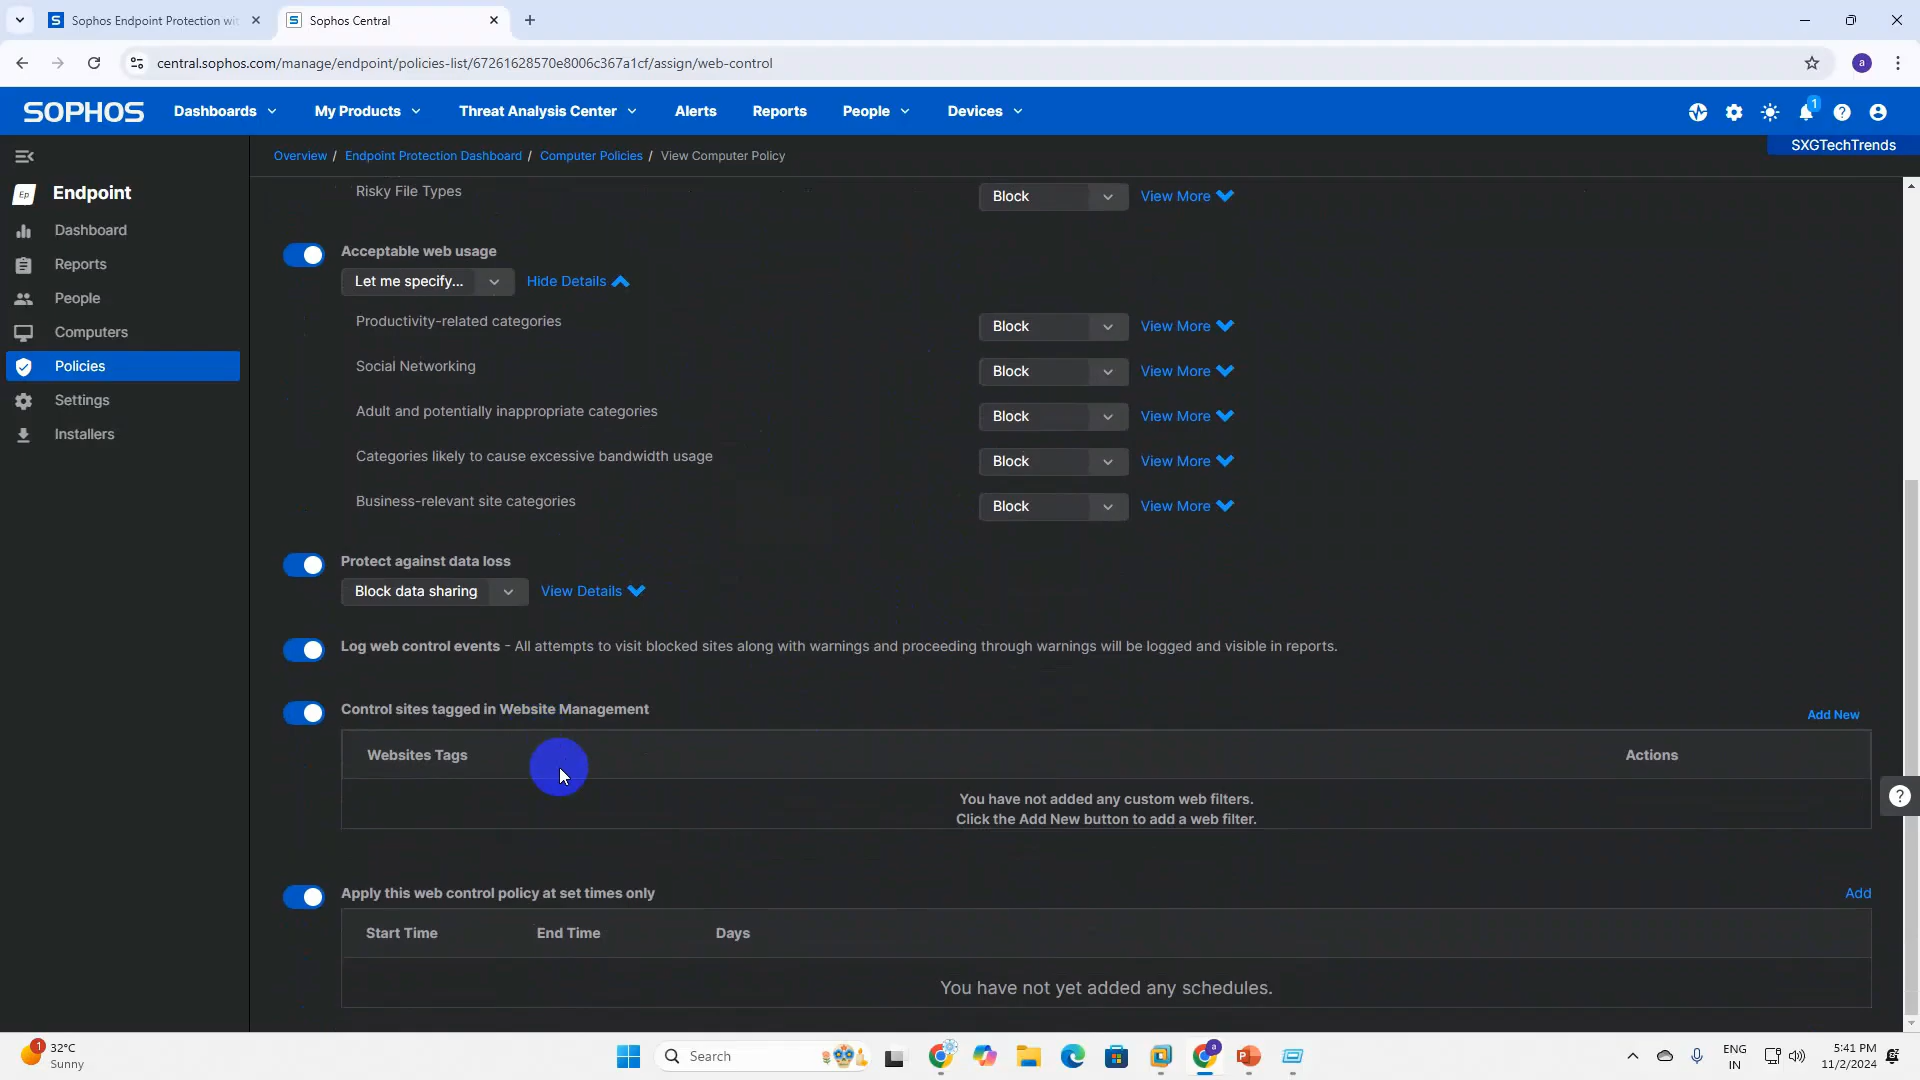 Sophos Endpoint Protection wi
Sophos Central
central.sophos.com/manage/endpoint/policies-list/67261628570e8006c367a1cf/assign/web-control
a
SOPHOS
Dashboards
My Products
Threat Analysis Center
Alerts
Reports
People
Devices
1
Overview / Endpoint Protection Dashboard / Computer Policies / View Computer Policy
SXGTechTrends
Ep Endpoint
Dashboard
Reports
People
Computers
Policies
Settings
Installers
Risky File Types Block View More
Acceptable web usage
Let me specify... Hide Details
Productivity-related categories Block View More
Social Networking Block View More
Adult and potentially inappropriate categories Block View More
Categories likely to cause excessive bandwidth usage Block View More
Business-relevant site categories Block View More
Protect against data loss
Block data sharing View Details
Log web control events - All attempts to visit blocked sites along with warnings and proceeding through warnings will be logged and visible in reports.
Control sites tagged in Website Management Add New
Websites Tags Actions
You have not added any custom web filters.
Click the Add New button to add a web filter.
Apply this web control policy at set times only Add
Start Time End Time Days
You have not yet added any schedules.
1
32°C
Sunny
Search
a
ENG
IN
5:41 PM
11/2/2024